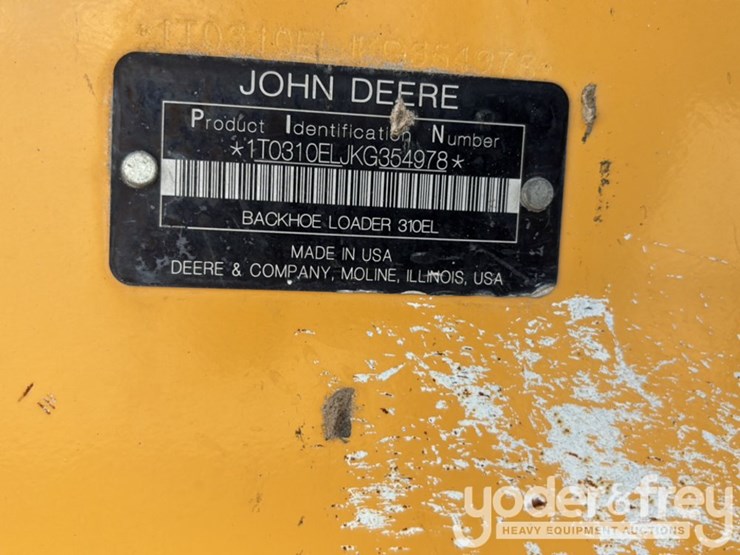 1T0310ELJKG354978
JOHN DEERE
Product Identification Number
*1T0310ELJKG354978*
BACKHOE LOADER 310EL
MADE IN USA
DEERE & COMPANY, MOLINE, ILLINOIS, USA
yoder&frey
HEAVY EQUIPMENT AUCTIONS